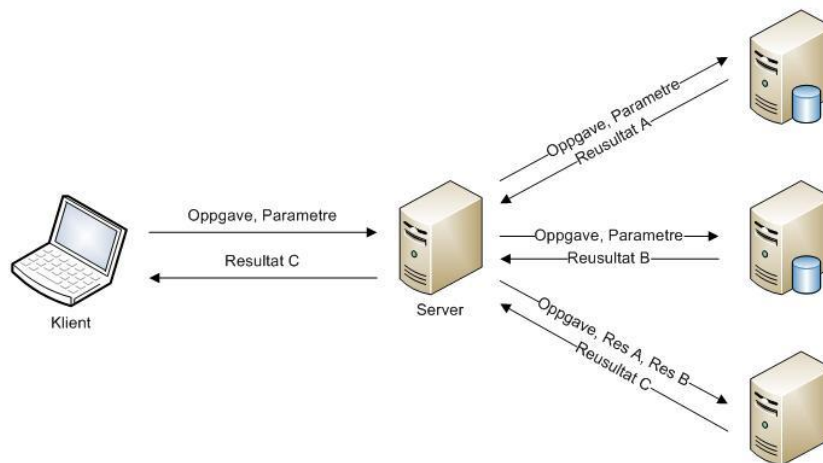 Oppgave, Parametre
Reusultat A
Oppgave, Parametre
Resultat C
Klient
Server
Oppgave, Parametre
Reusultat B
Oppgave, Res A, Res B
Reusultat C